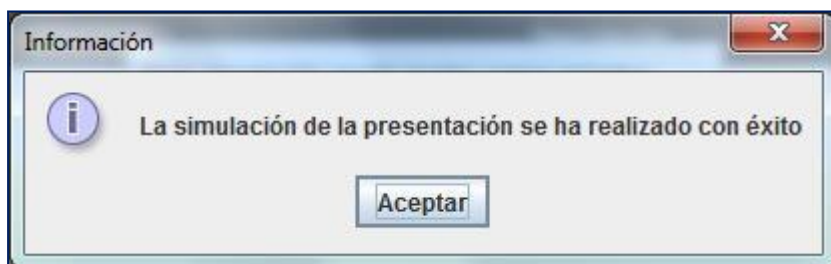 Información
La simulación de la presentación se ha realizado con éxito
Aceptar